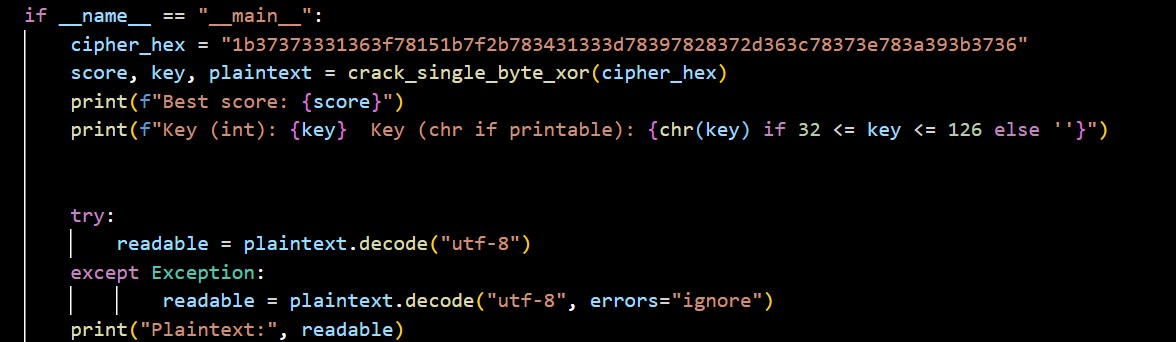 if __name__ == "__main__":
    cipher_hex = "1b37373331363f78151b7f2b783431333d78397828372d363c78373e783a393b3736"
    score, key, plaintext = crack_single_byte_xor(cipher_hex)
    print(f"Best score: {score}")
    print(f"Key (int): {key}  Key (chr if printable): {chr(key) if 32 <= key <= 126 else ''}")
    try:
        readable = plaintext.decode("utf-8")
    except Exception:
            readable = plaintext.decode("utf-8", errors="ignore")
    print("Plaintext:", readable)